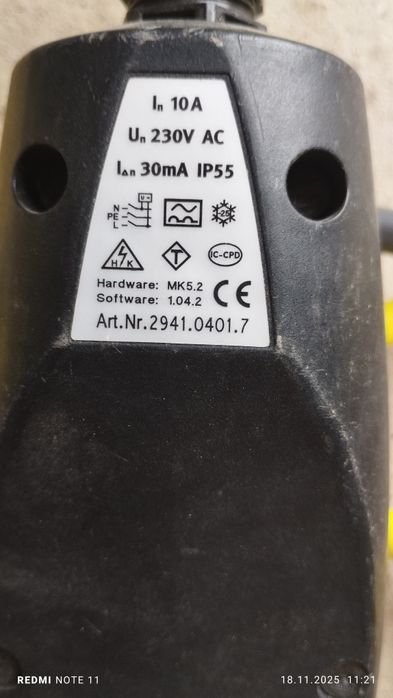 In 10A
Un 230V AC
IΔn 30mA IP55
U~
N
PE
L
-25
HK
T
IC-CPD
Hardware: MK5.2
Software: 1.04.2
CE
Art.Nr.2941.0401.7
REDMI NOTE 11
18.11.2025 11:21